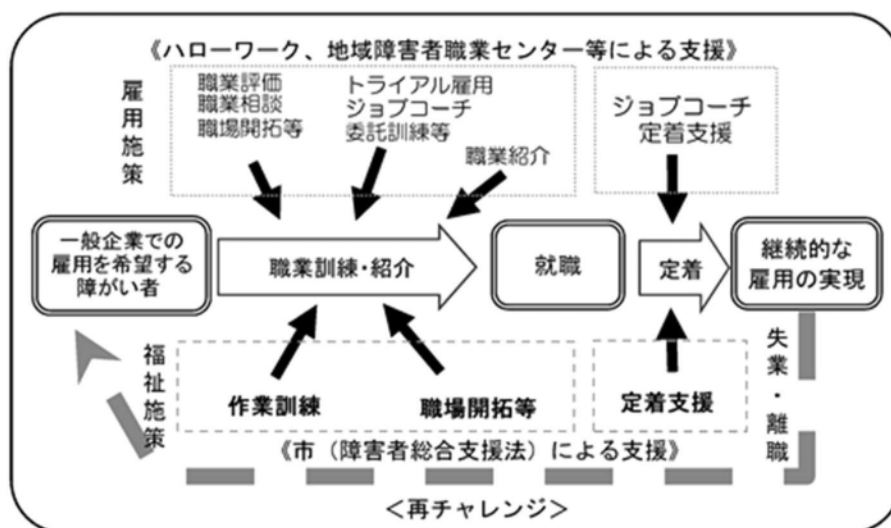 《ハローワーク、地域障害者職業センター等による支援》
雇用施策
職業評価
職業相談
職場開拓等
トライアル雇用
ジョブコーチ
委託訓練等
職業紹介
ジョブコーチ
定着支援
一般企業での
雇用を希望する
障がい者
職業訓練・紹介
就職
定着
継続的な
雇用の実現
福祉施策
作業訓練
職場開拓等
定着支援
失業・離職
《市（障害者総合支援法）による支援》
＜再チャレンジ＞